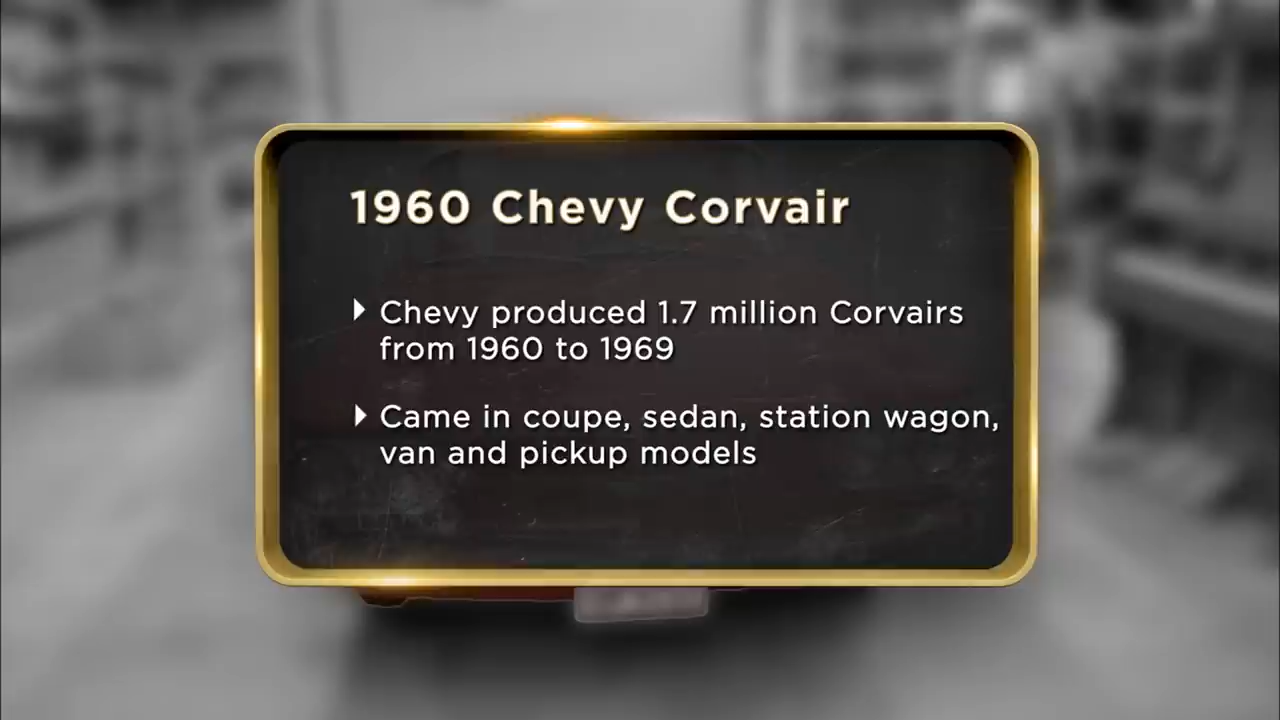 1960 Chevy Corvair
Chevy produced 1.7 million Corvairs
from 1960 to 1969
Came in coupe, sedan, station wagon,
van and pickup models